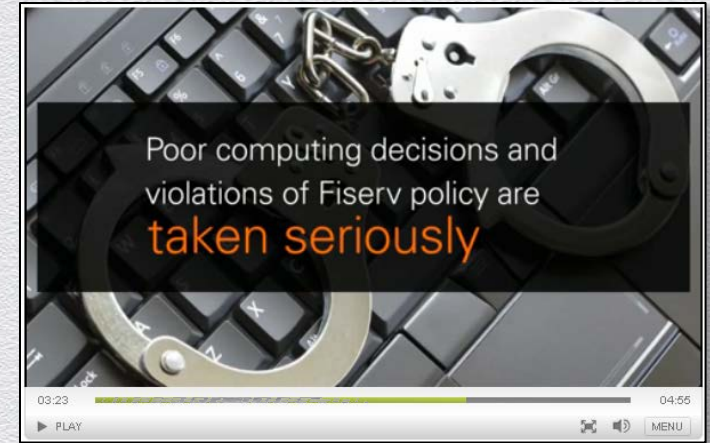 Poor computing decisions and
violations of Fiserv policy are
taken seriously
03:23
04:55
PLAY
MENU